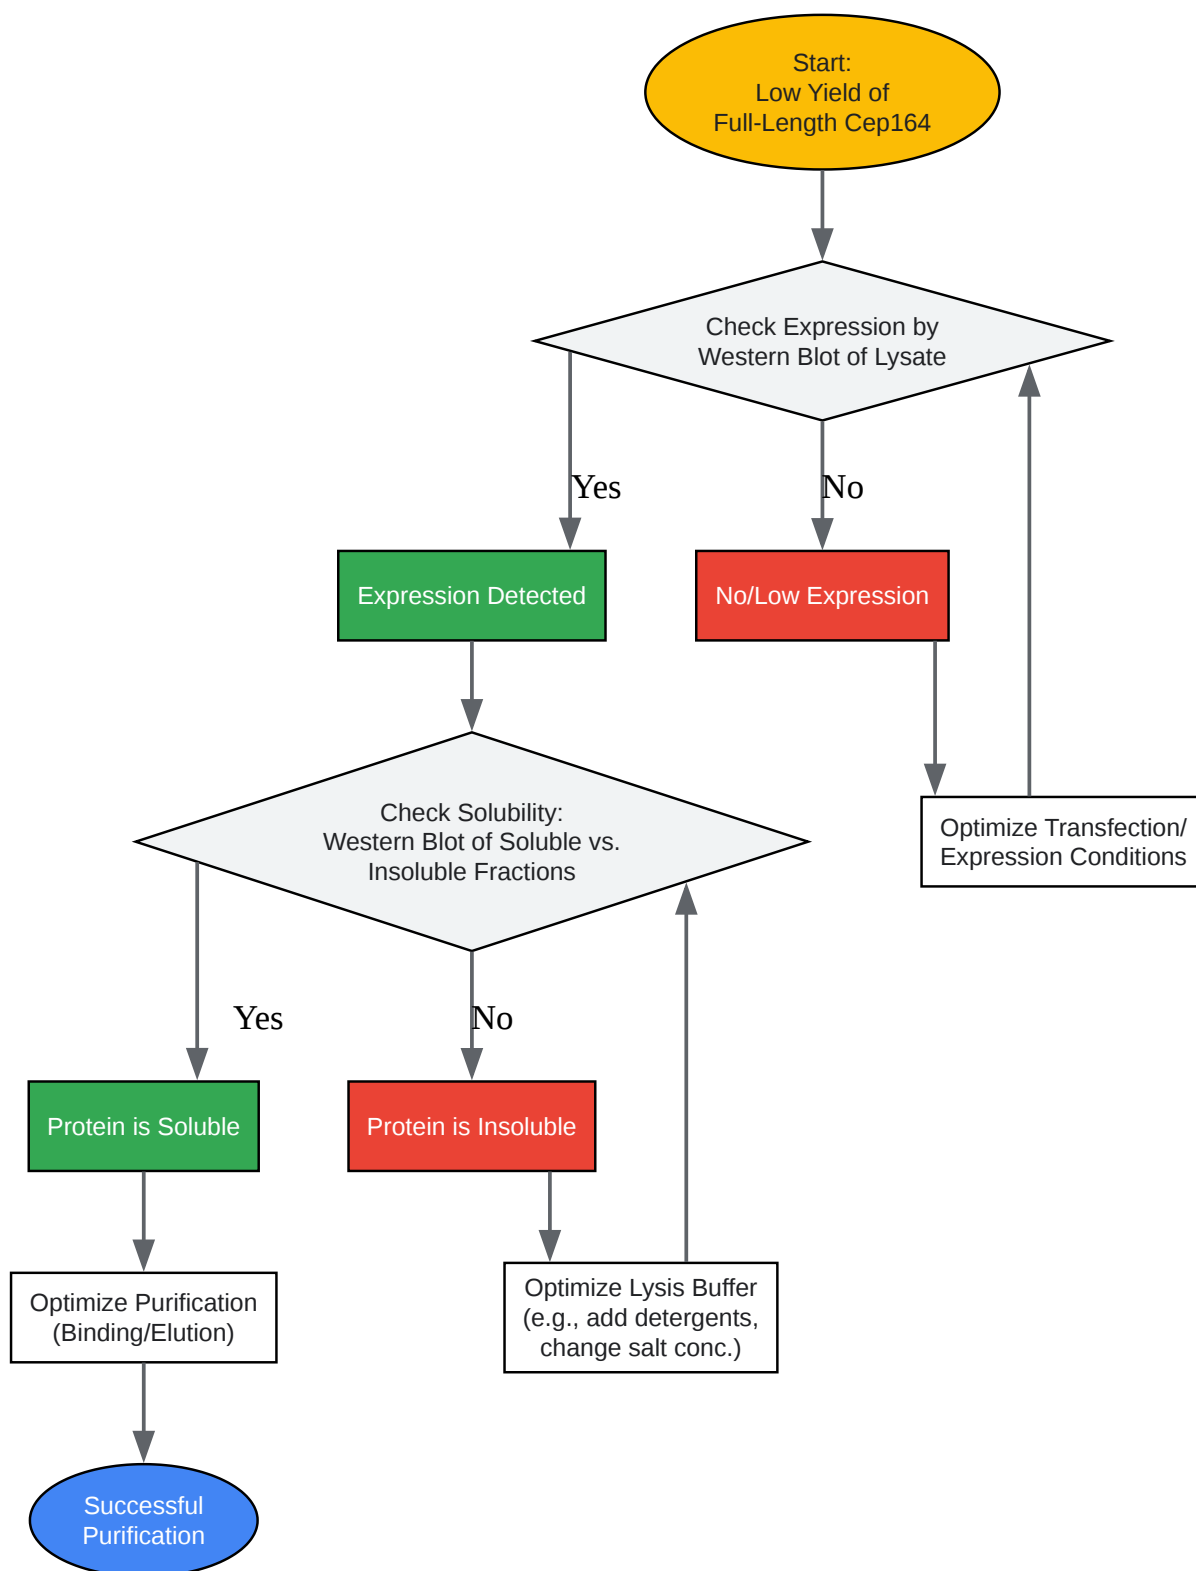 Start:
Low Yield of
Full-Length Cep164
Check Expression by
Western Blot of Lysate
Yes
No
Expression Detected
No/Low Expression
Check Solubility:
Western Blot of Soluble vs.
Insoluble Fractions
Optimize Transfection/
Expression Conditions
Yes
No
Protein is Soluble
Protein is Insoluble
Optimize Purification
(Binding/Elution)
Optimize Lysis Buffer
(e.g., add detergents,
change salt conc.)
Successful
Purification